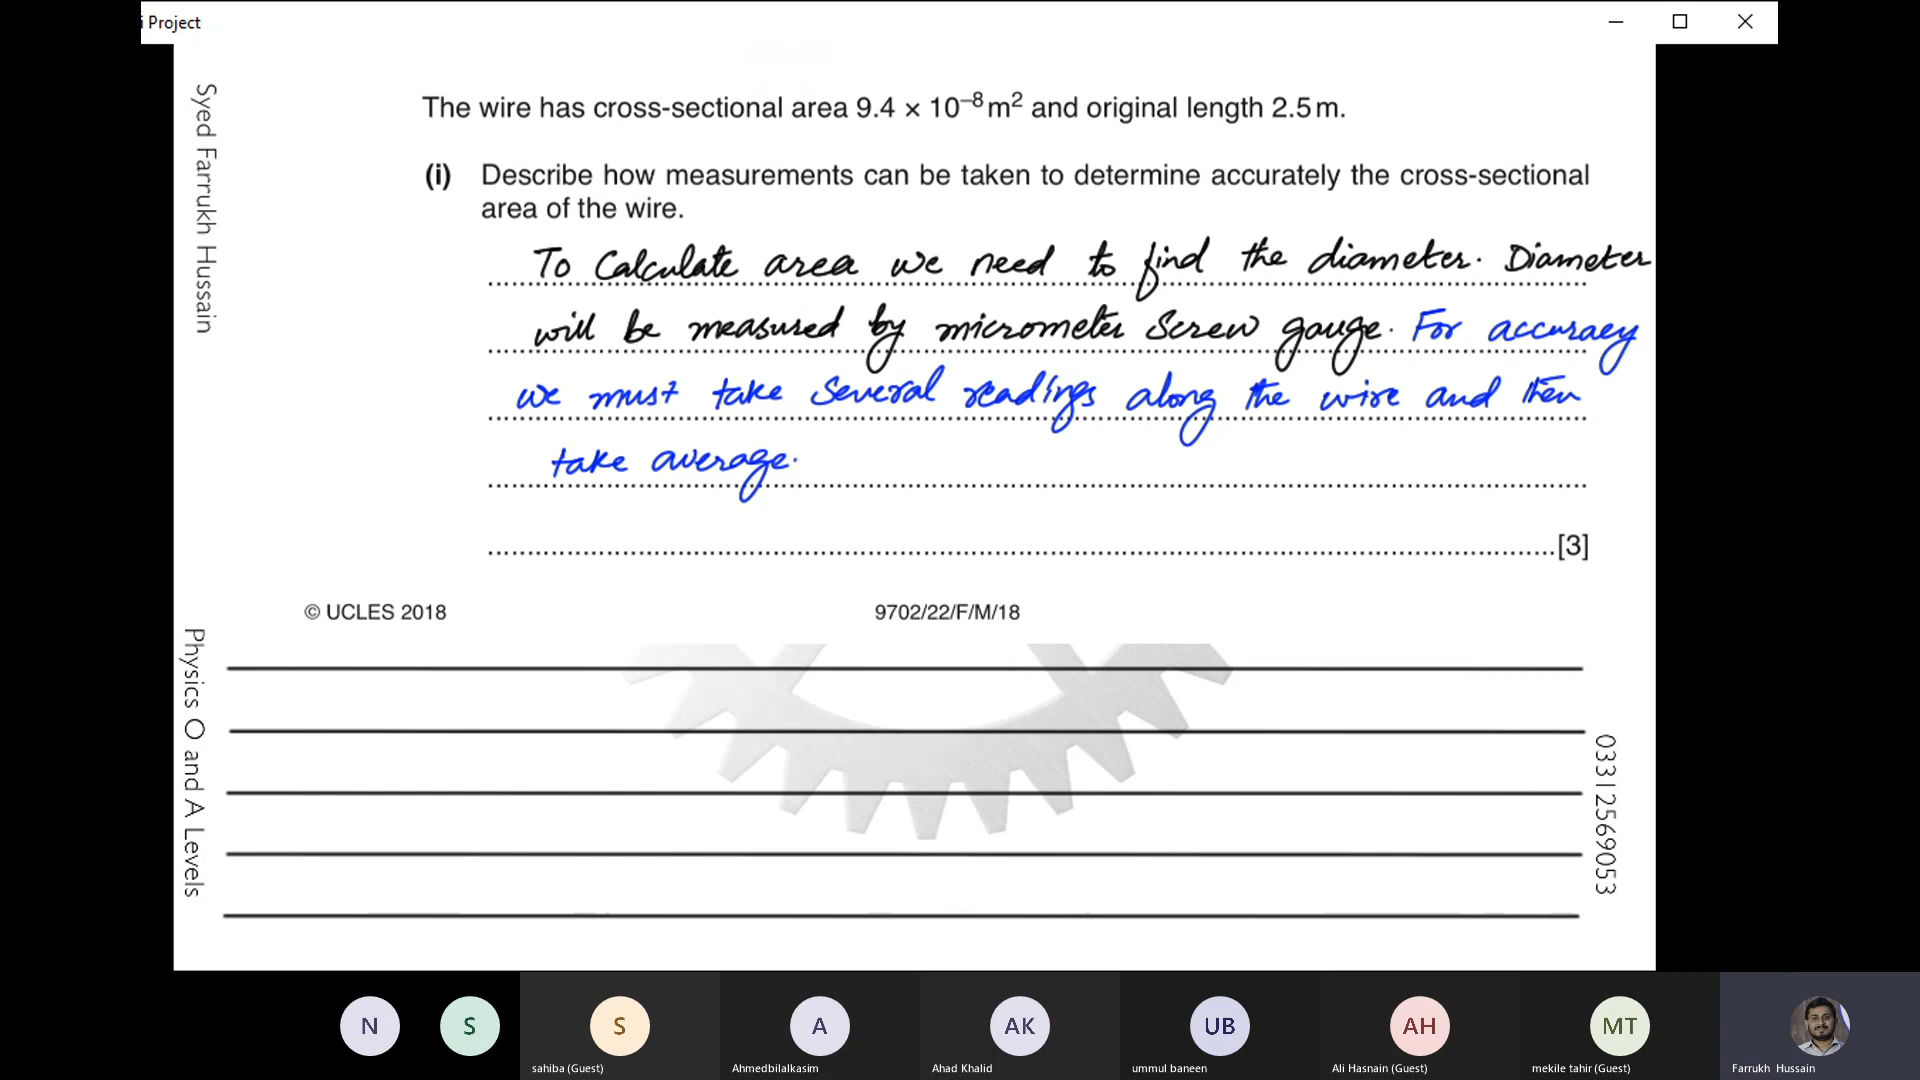 i Project
Syed Farrukh Hussain
The wire has cross-sectional area 9.4 × 10⁻⁸ m² and original length 2.5 m.
(i) Describe how measurements can be taken to determine accurately the cross-sectional
area of the wire.
To Calculate area we need to find the diameter. Diameter
will be measured by micrometer Screw gauge. For accuracy
we must take several readings along the wire and then
take average.
[3]
© UCLES 2018
9702/22/F/M/18
Physics O and A Levels
03312569053
N
S
S
A
AK
UB
AH
MT
sahiba (Guest)
Ahmedbilalkasim
Ahad Khalid
ummul baneen
Ali Hasnain (Guest)
mekile tahir (Guest)
Farrukh Hussain